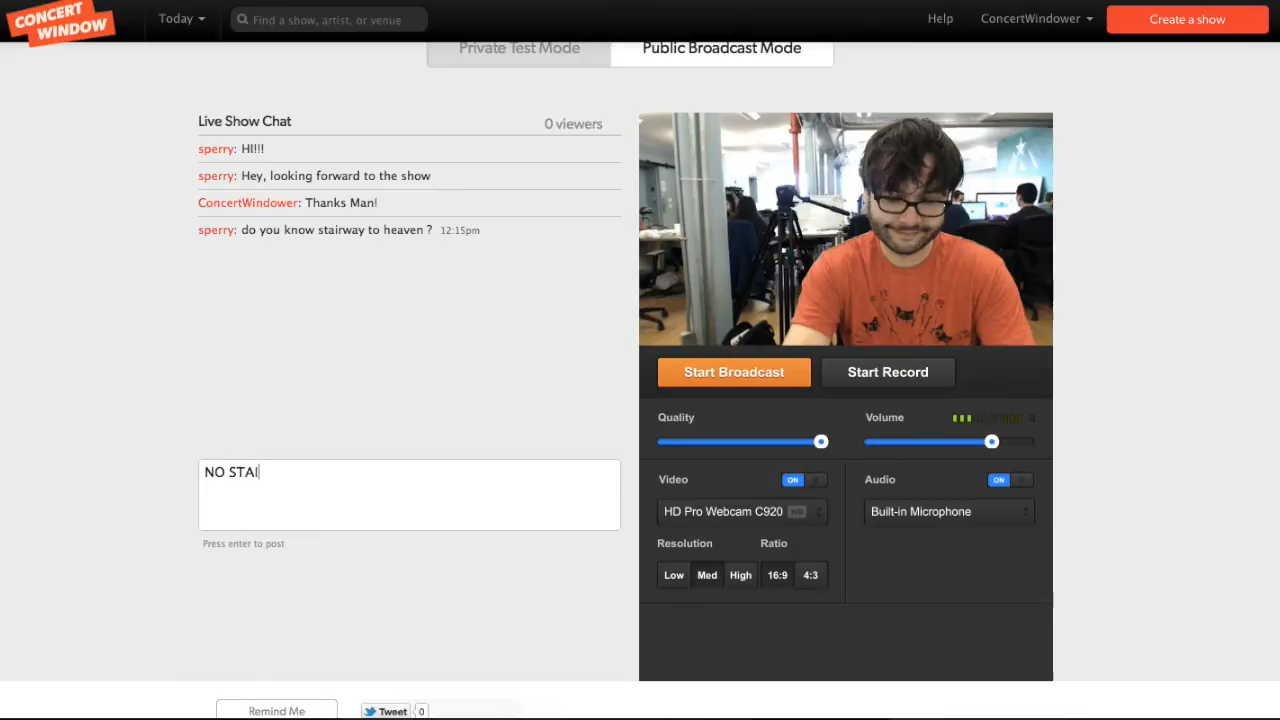 CONCERT
WINDOW
Today
Find a show, artist, or venue
Help
ConcertWindower
Create a show
Private Test Mode
Public Broadcast Mode
Live Show Chat
0 viewers
sperry: HI!!!
sperry: Hey, looking forward to the show
ConcertWindower: Thanks Man!
sperry: do you know stairway to heaven ? 12:15pm
NO STAI
Press enter to post
Start Broadcast
Start Record
Quality
Volume
Video
ON
Audio
ON
HD Pro Webcam C920 HD
Built-in Microphone
Resolution
Ratio
Low
Med
High
16:9
4:3
Remind Me
Tweet
0